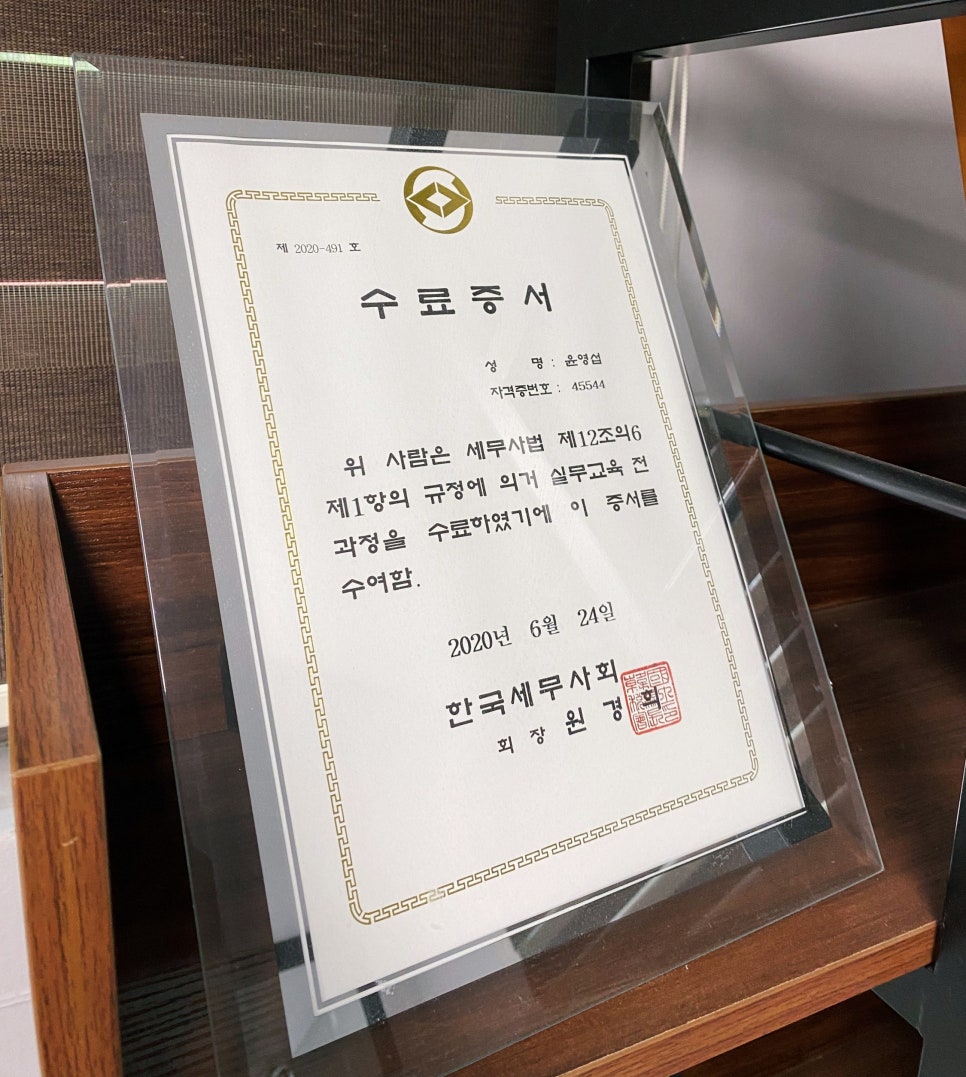 제 2020-491 호
수료증서
성 명 : 윤영섭
자격증번호 : 45544
위 사람은 세무사법 제12조의6
제1항의 규정에 의거 실무교육 전
과정을 수료하였기에 이 증서를
수여함.
2020년 6월 24일
한국세무사회
회장 원경희